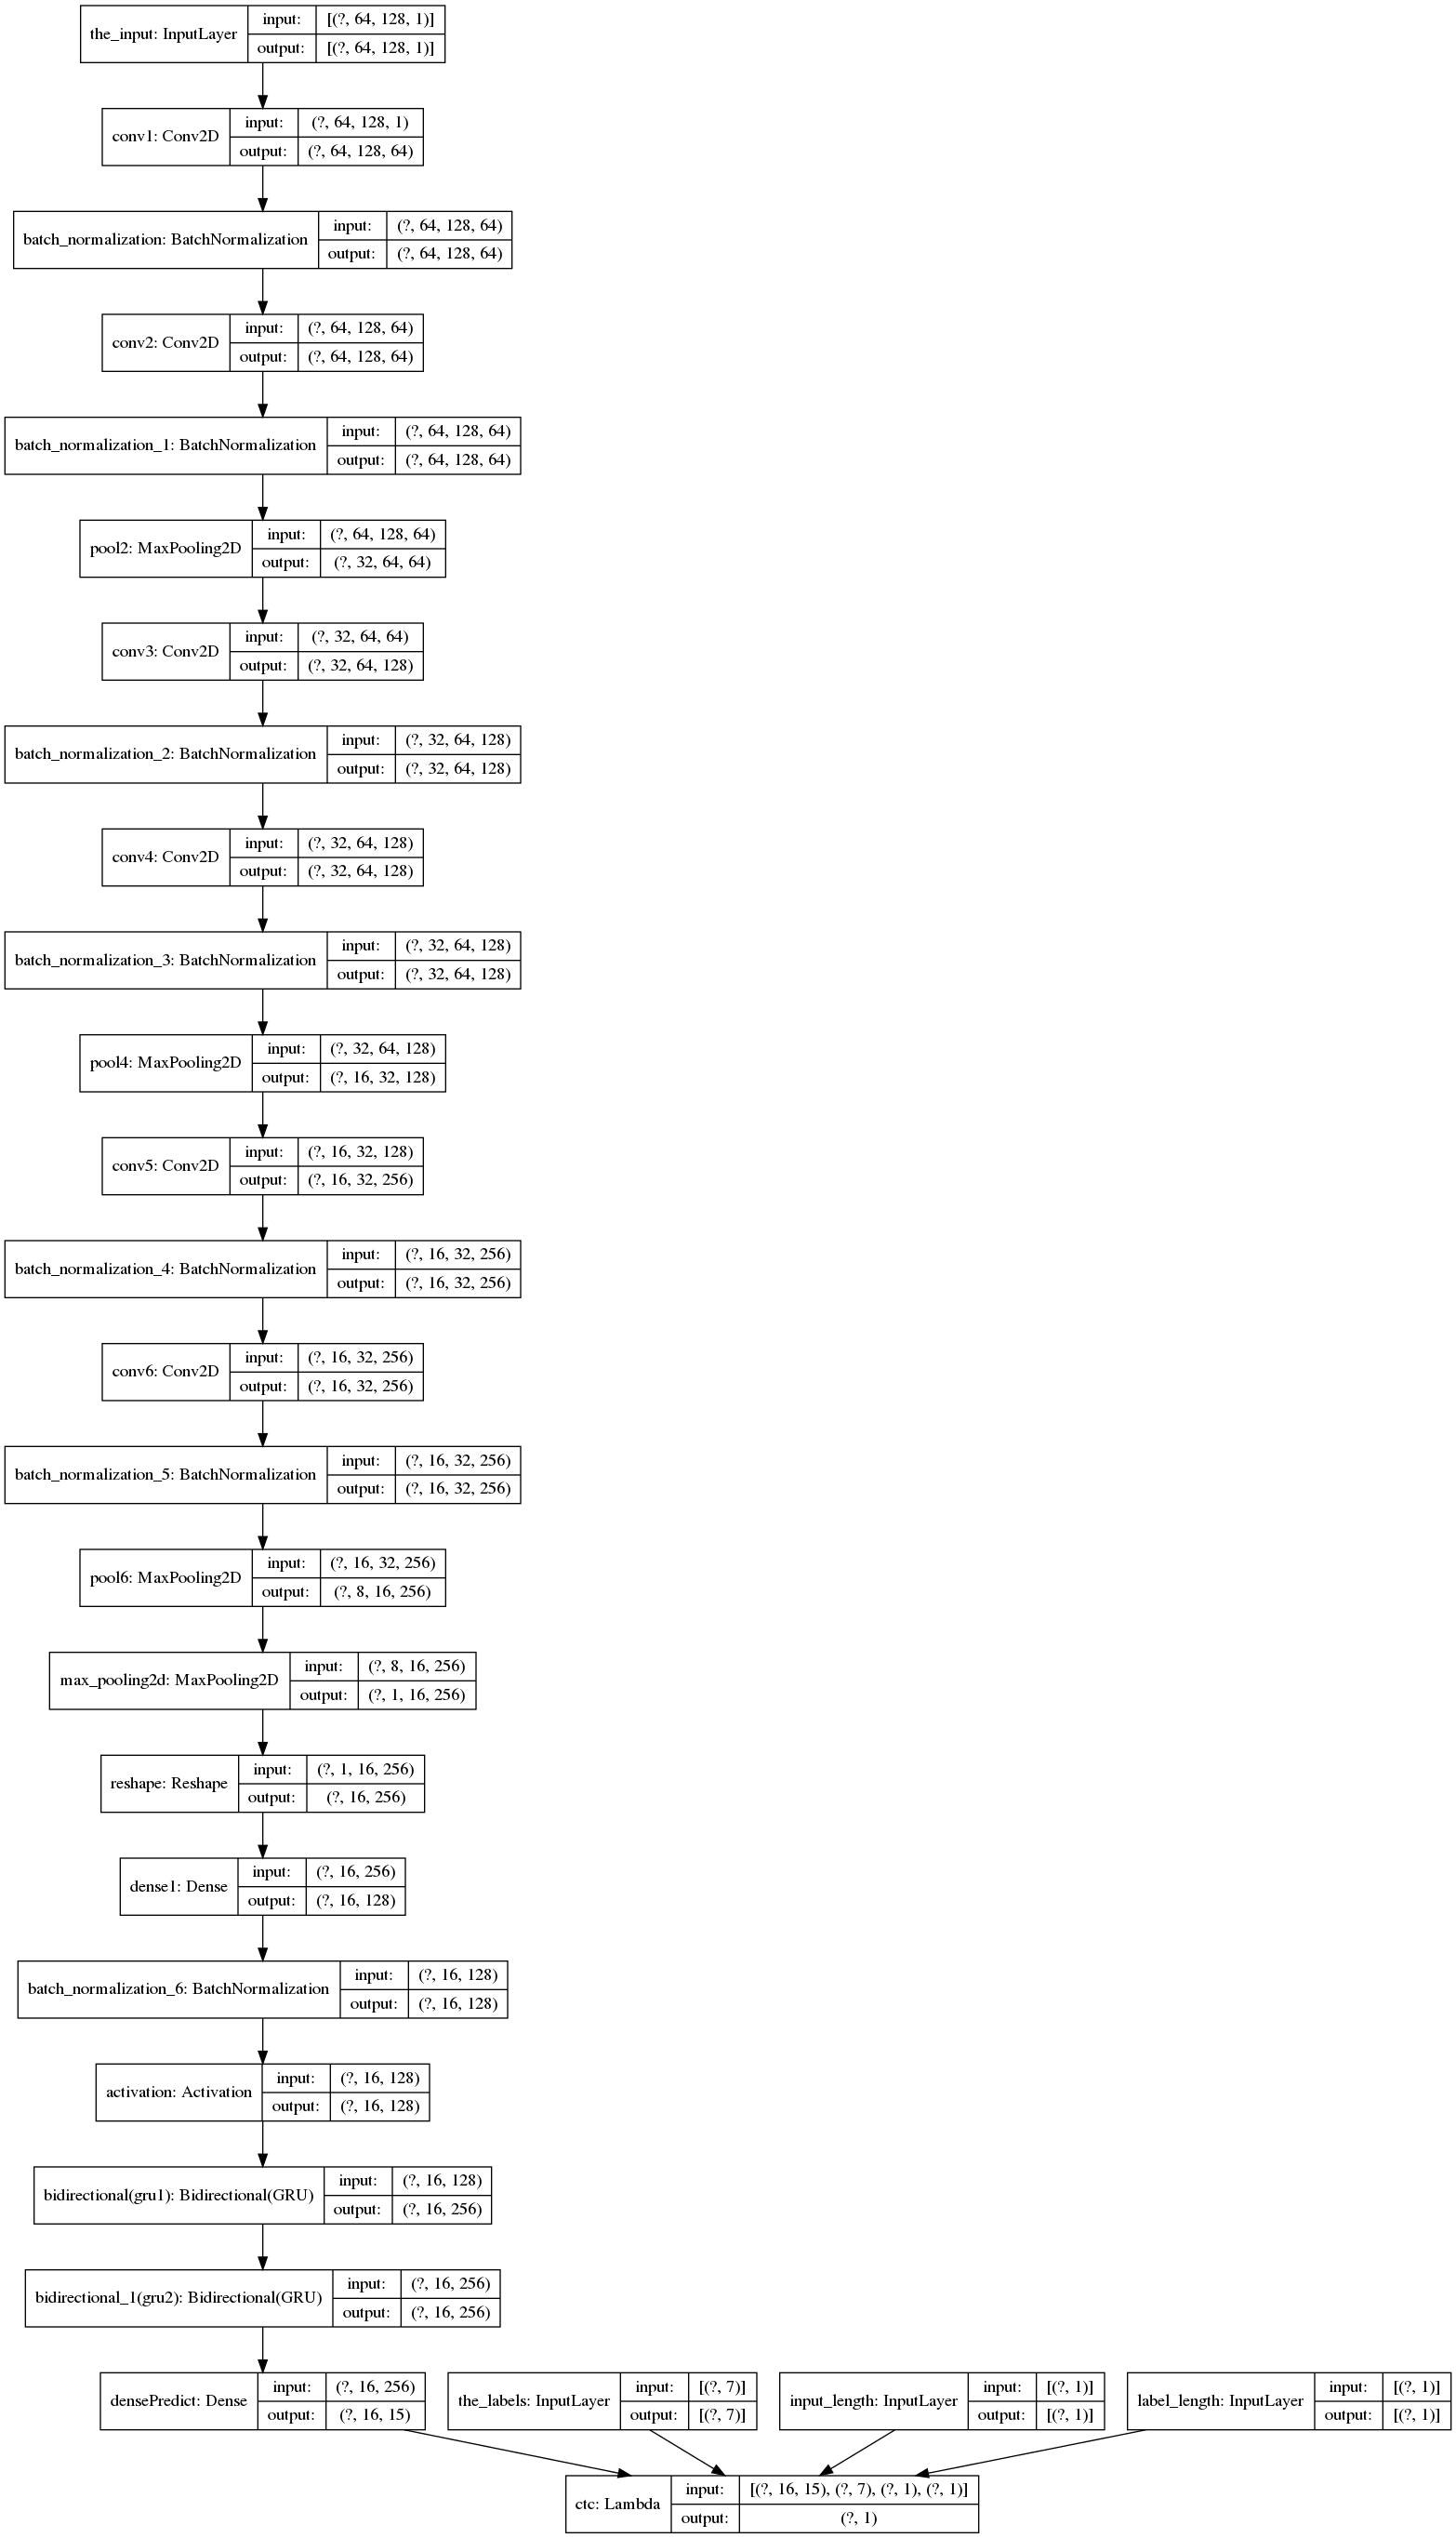 the_input: InputLayer input: [(?, 64, 128, 1)]
output: [(?, 64, 128, 1)]
conv1: Conv2D input: (?, 64, 128, 1)
output: (?, 64, 128, 64)
batch_normalization: BatchNormalization input: (?, 64, 128, 64)
output: (?, 64, 128, 64)
conv2: Conv2D input: (?, 64, 128, 64)
output: (?, 64, 128, 64)
batch_normalization_1: BatchNormalization input: (?, 64, 128, 64)
output: (?, 64, 128, 64)
pool2: MaxPooling2D input: (?, 64, 128, 64)
output: (?, 32, 64, 64)
conv3: Conv2D input: (?, 32, 64, 64)
output: (?, 32, 64, 128)
batch_normalization_2: BatchNormalization input: (?, 32, 64, 128)
output: (?, 32, 64, 128)
conv4: Conv2D input: (?, 32, 64, 128)
output: (?, 32, 64, 128)
batch_normalization_3: BatchNormalization input: (?, 32, 64, 128)
output: (?, 32, 64, 128)
pool4: MaxPooling2D input: (?, 32, 64, 128)
output: (?, 16, 32, 128)
conv5: Conv2D input: (?, 16, 32, 128)
output: (?, 16, 32, 256)
batch_normalization_4: BatchNormalization input: (?, 16, 32, 256)
output: (?, 16, 32, 256)
conv6: Conv2D input: (?, 16, 32, 256)
output: (?, 16, 32, 256)
batch_normalization_5: BatchNormalization input: (?, 16, 32, 256)
output: (?, 16, 32, 256)
pool6: MaxPooling2D input: (?, 16, 32, 256)
output: (?, 8, 16, 256)
max_pooling2d: MaxPooling2D input: (?, 8, 16, 256)
output: (?, 1, 16, 256)
reshape: Reshape input: (?, 1, 16, 256)
output: (?, 16, 256)
dense1: Dense input: (?, 16, 256)
output: (?, 16, 128)
batch_normalization_6: BatchNormalization input: (?, 16, 128)
output: (?, 16, 128)
activation: Activation input: (?, 16, 128)
output: (?, 16, 128)
bidirectional(gru1): Bidirectional(GRU) input: (?, 16, 128)
output: (?, 16, 256)
bidirectional_1(gru2): Bidirectional(GRU) input: (?, 16, 256)
output: (?, 16, 256)
densePredict: Dense input: (?, 16, 256)
output: (?, 16, 15)
the_labels: InputLayer input: [(?, 7)]
output: [(?, 7)]
input_length: InputLayer input: [(?, 1)]
output: [(?, 1)]
label_length: InputLayer input: [(?, 1)]
output: [(?, 1)]
ctc: Lambda input: [(?, 16, 15), (?, 7), (?, 1), (?, 1)]
output: (?, 1)